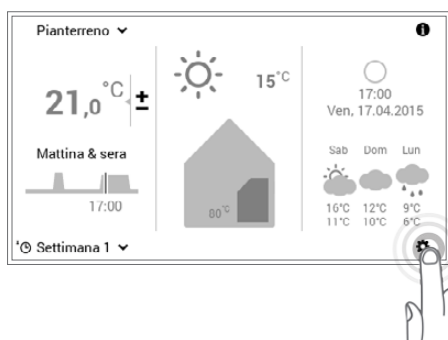 Pianterreno
21,0 °C ±
Mattina & sera
17:00
Settimana 1
15°C
80°C
17:00
Ven, 17.04.2015
Sab Dom Lun
16°C 12°C 9°C
11°C 10°C 6°C